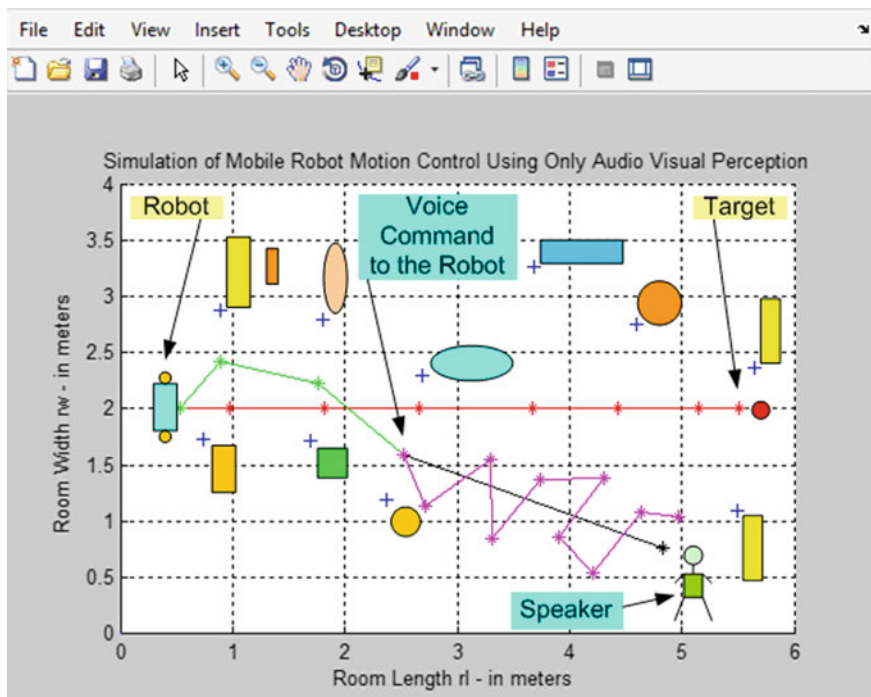 File Edit View Insert Tools Desktop Window Help
Simulation of Mobile Robot Motion Control Using Only Audio Visual Perception
4
3.5
3
2.5
2
1.5
1
0.5
0
Room Width rw - in meters
Robot
Voice
Command
to the Robot
Target
Speaker
0 1 2 3 4 5 6
Room Length rl - in meters